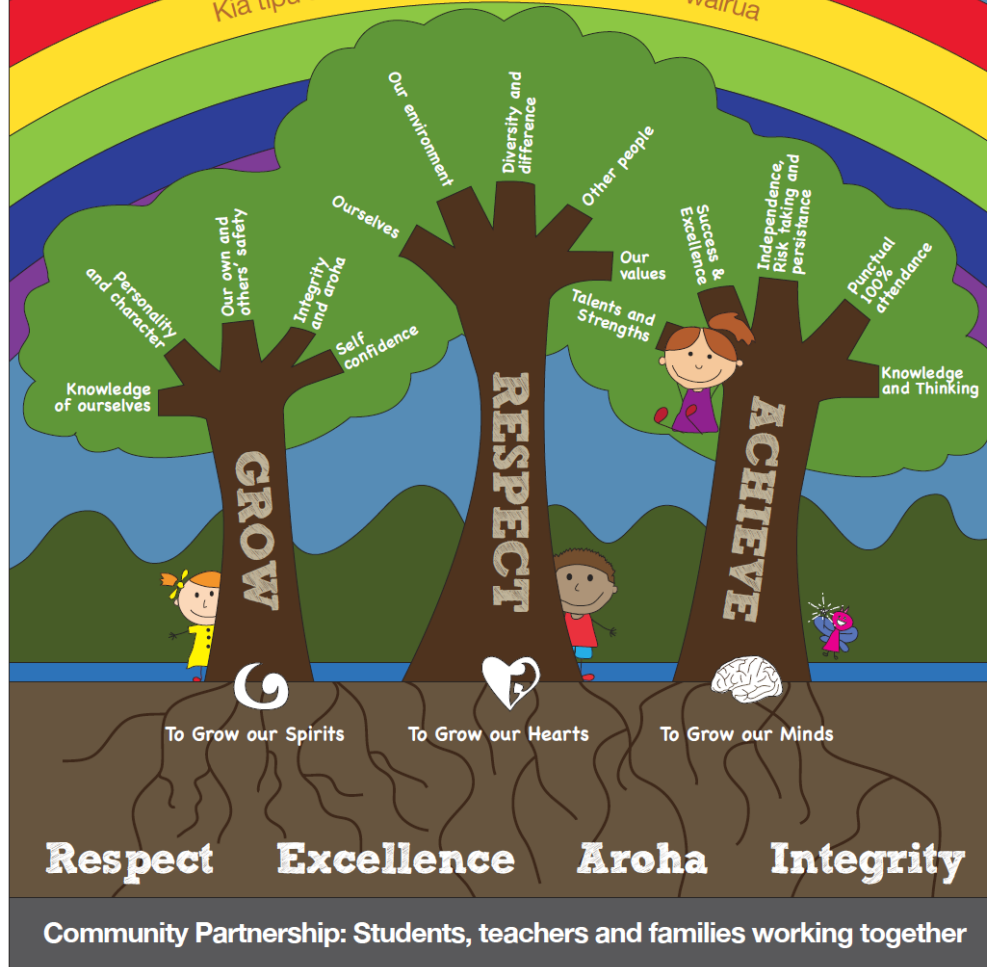 Kia tipu
wairua
Our environment
Diversity and
difference
Other people
Ourselves
Our
values
Success &
Excellence
Independence,
Risk taking and
persistance
Punctual
100%
attendance
Talents and
Strengths
Knowledge
and Thinking
Personality
and character
Our own and
others' safety
Integrity
and aroha
Self
confidence
Knowledge
of ourselves
GROW
RESPECT
ACHIEVE
To Grow our Spirits
To Grow our Hearts
To Grow our Minds
Respect Excellence Aroha Integrity
Community Partnership: Students, teachers and families working together